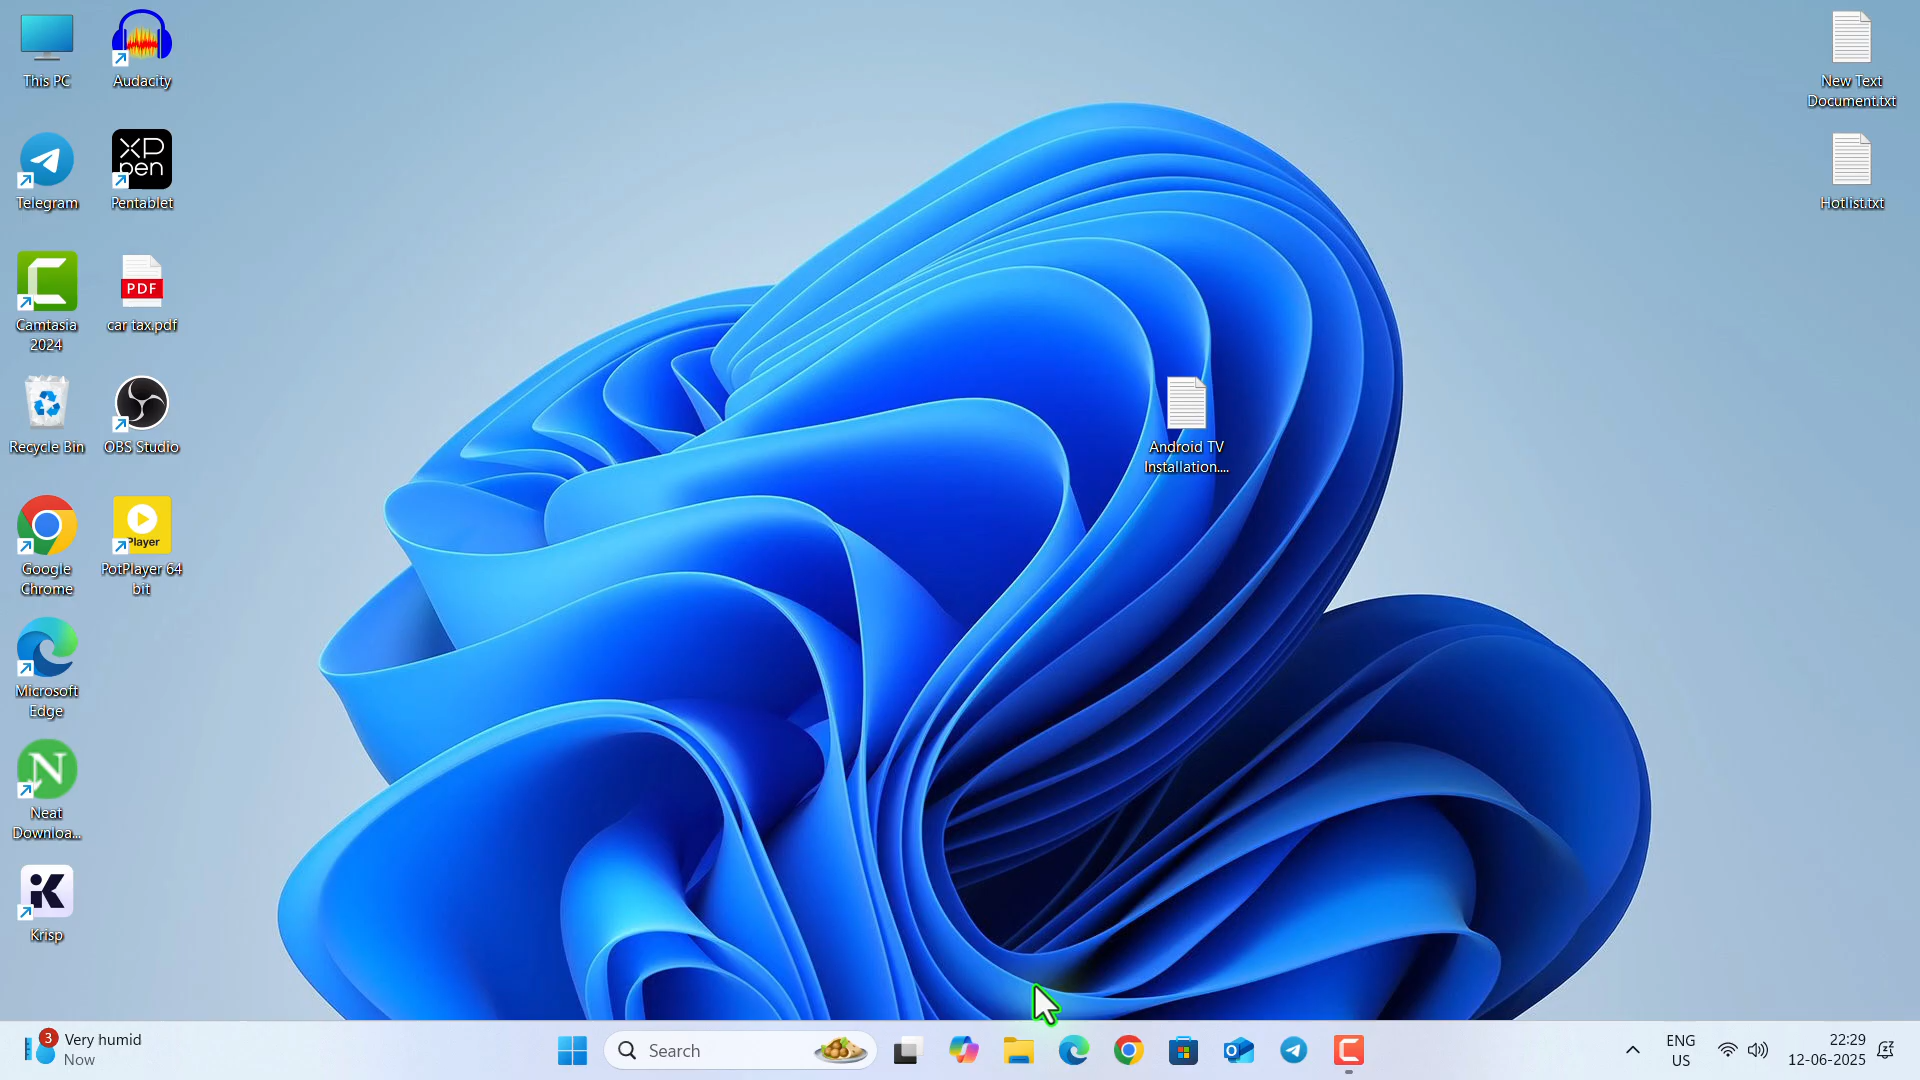 This PC
Audacity
XP
pen
Telegram
Pentablet
PDF
Camtasia
2024
car tax.pdf
Recycle Bin
OBS Studio
Player
Google
Chrome
PotPlayer 64
bit
Microsoft
Edge
N
Neat
Downloa...
K
Krisp
Android TV
Installation....
New Text
Document.txt
Hotlist.txt
3
Very humid
Now
Search
ENG
US
22:29
12-06-2025